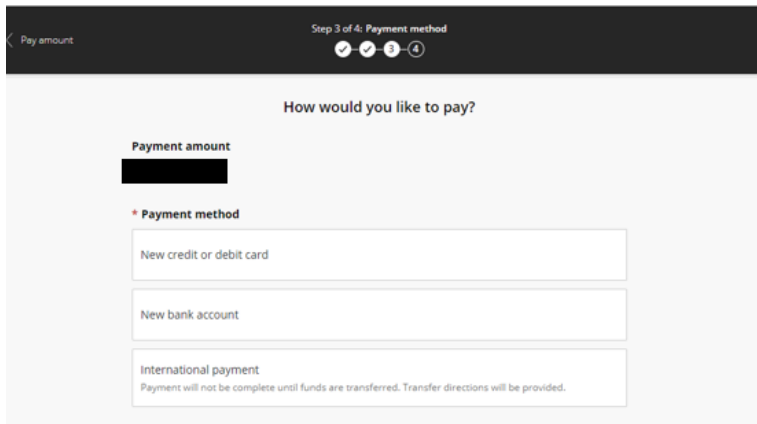 Pay amount
Step 3 of 4: Payment method
3 4
How would you like to pay?
Payment amount
* Payment method
New credit or debit card
New bank account
International payment
Payment will not be complete until funds are transferred. Transfer directions will be provided.